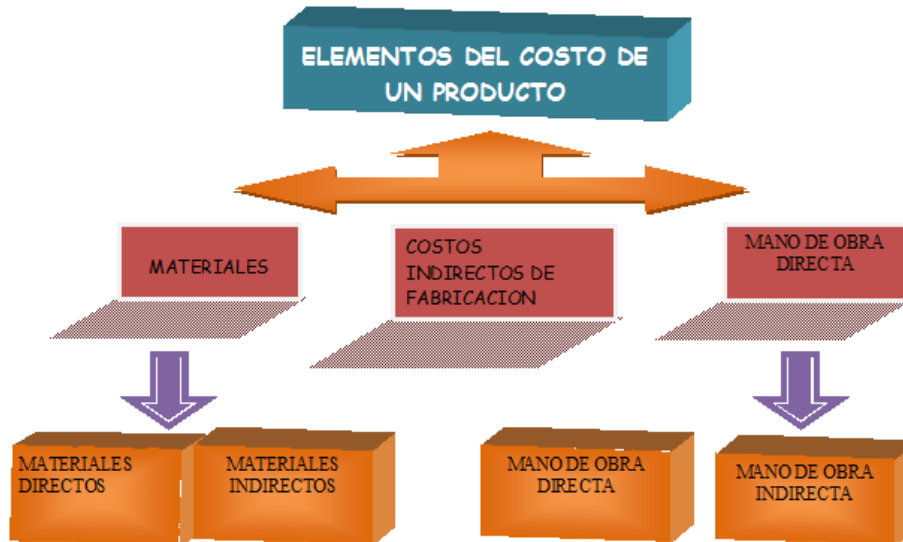 ELEMENTOS DEL COSTO DE
UN PRODUCTO
MATERIALES
COSTOS
INDIRECTOS DE
FABRICACION
MANO DE OBRA
DIRECTA
MATERIALES
DIRECTOS
MATERIALES
INDIRECTOS
MANO DE OBRA
DIRECTA
MANO DE OBRA
INDIRECTA